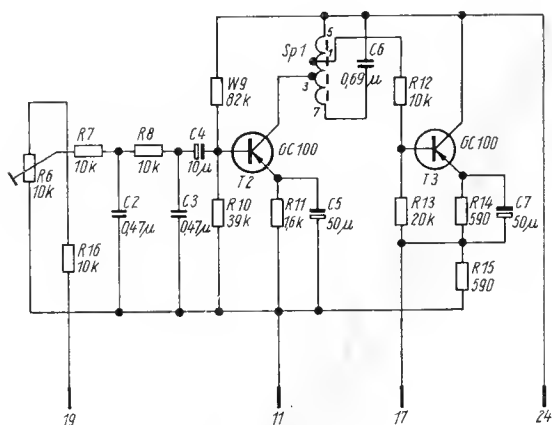 5
Sp1
1
C6
3
0,69µ
7
W9
82k
R12
10k
R7
10k
R8
10k
C4
10µ
GC100
T2
GC100
T3
R6
10k
C2
0,47µ
C3
0,47µ
R10
39k
R11
16k
C5
50µ
R13
20k
R14
590
C7
50µ
R16
10k
R15
590
19
11
17
24